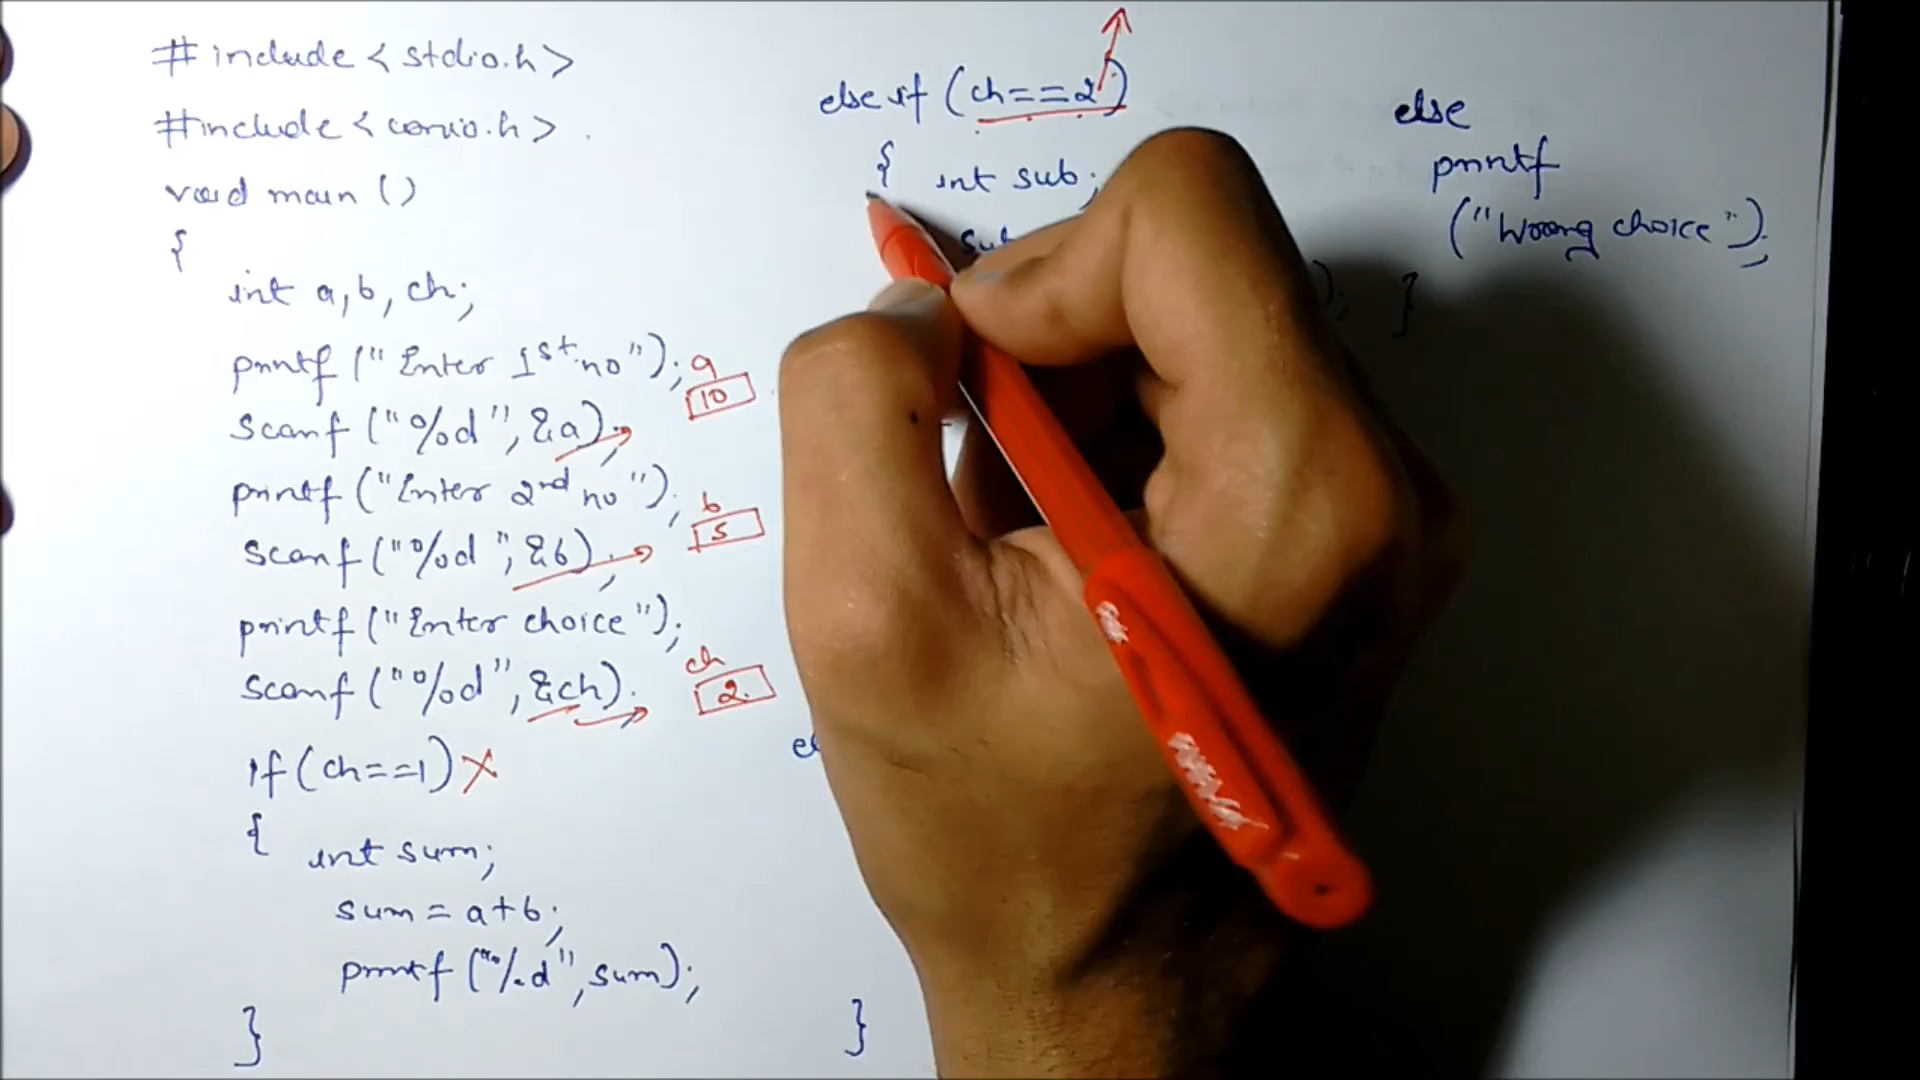 #include <stdio.h>
#include <conio.h>
void main ()
{
int a, b, ch;
printf (" Enter 1st no ");
a
10
scanf ("%d", &a);
printf ("Enter 2nd no ");
b
5
scanf ("%d ", &b);
printf ("Enter choice ");
scanf ("%d", &ch).
ch
2.
if (ch==1) X
{ int sum;
sum = a+b;
printf ("%d", sum);
}
else if (ch==2)
{ int sub;
);
}
else
printf
("Wrong choice");
}